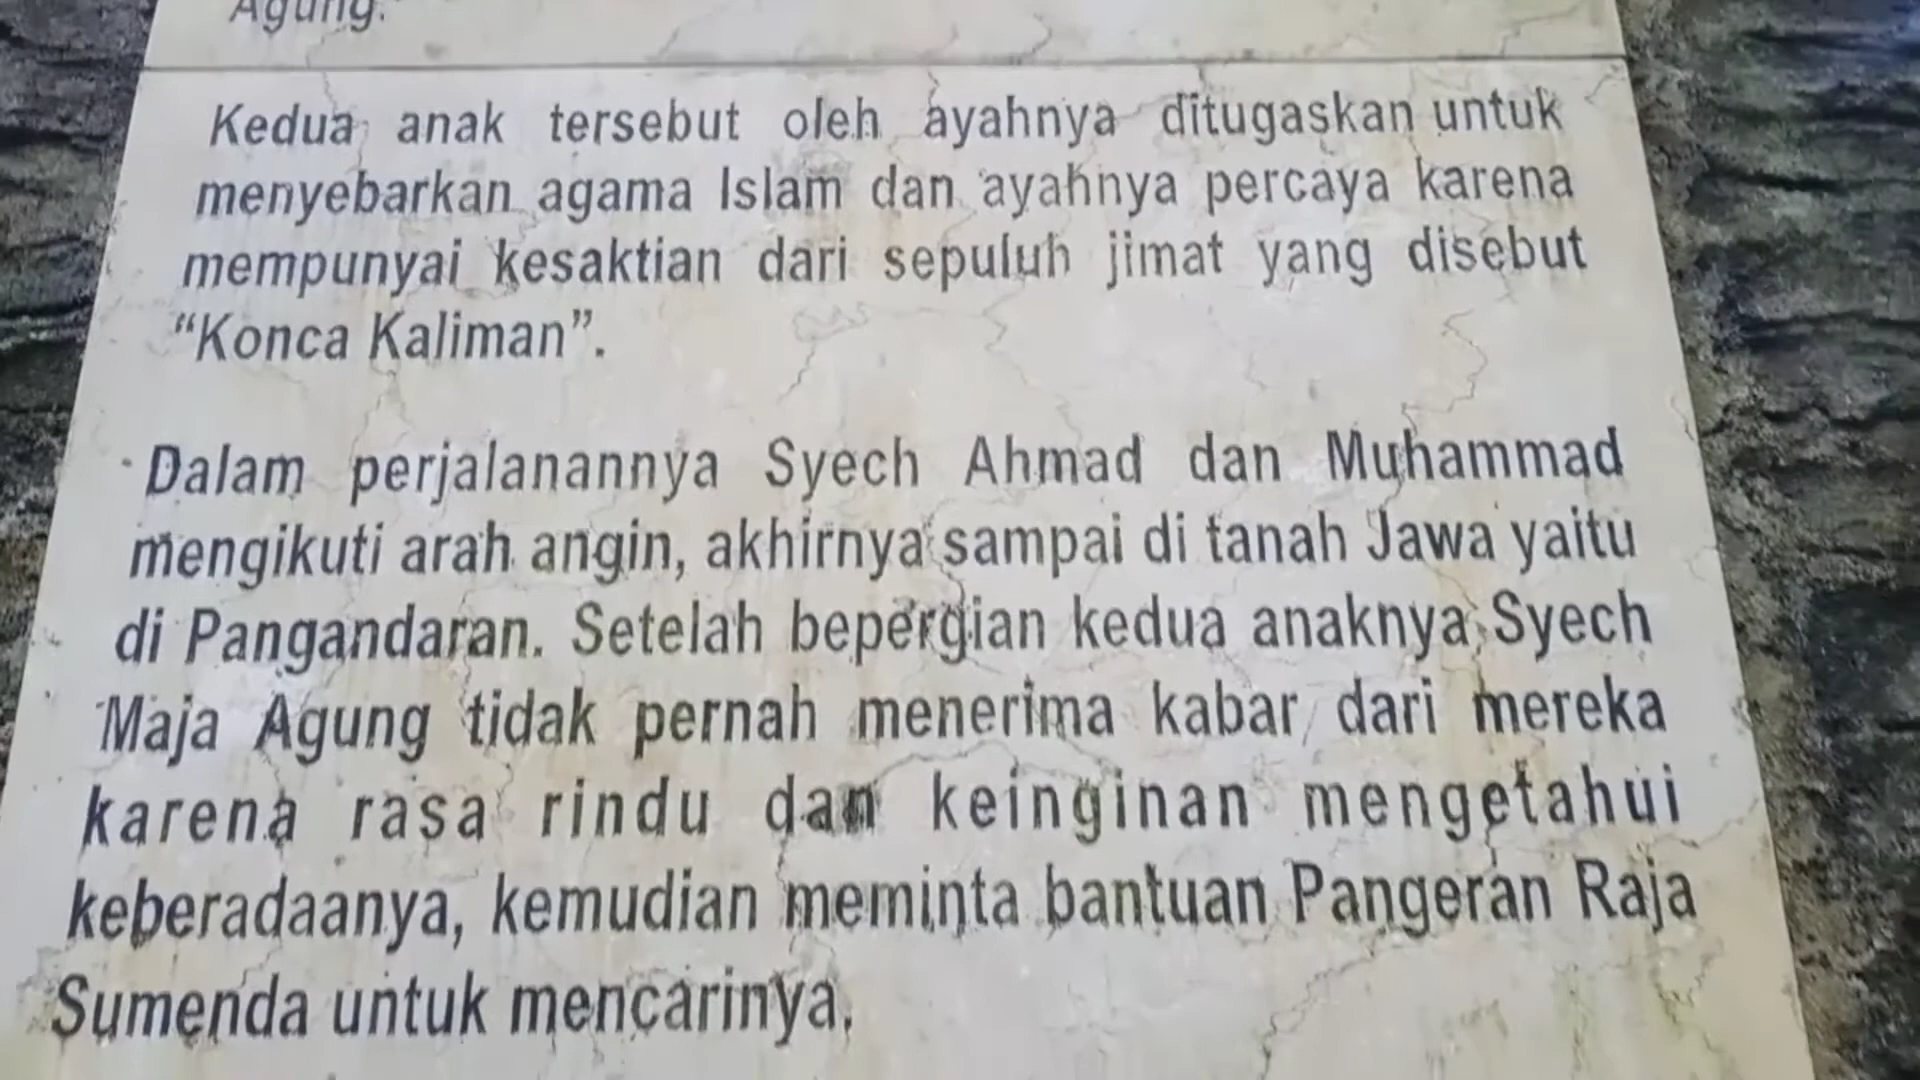 Agung.
Kedua anak tersebut oleh ayahnya ditugaskan untuk
menyebarkan agama Islam dan ayahnya percaya karena
mempunyai kesaktian dari sepuluh jimat yang disebut
“Konca Kaliman”.
Dalam perjalanannya Syech Ahmad dan Muhammad
mengikuti arah angin, akhirnya sampai di tanah Jawa yaitu
di Pangandaran. Setelah bepergian kedua anaknya Syech
Maja Agung tidak pernah menerima kabar dari mereka
karena rasa rindu dan keinginan mengetahui
keberadaanya, kemudian meminta bantuan Pangeran Raja
Sumenda untuk mencarinya.